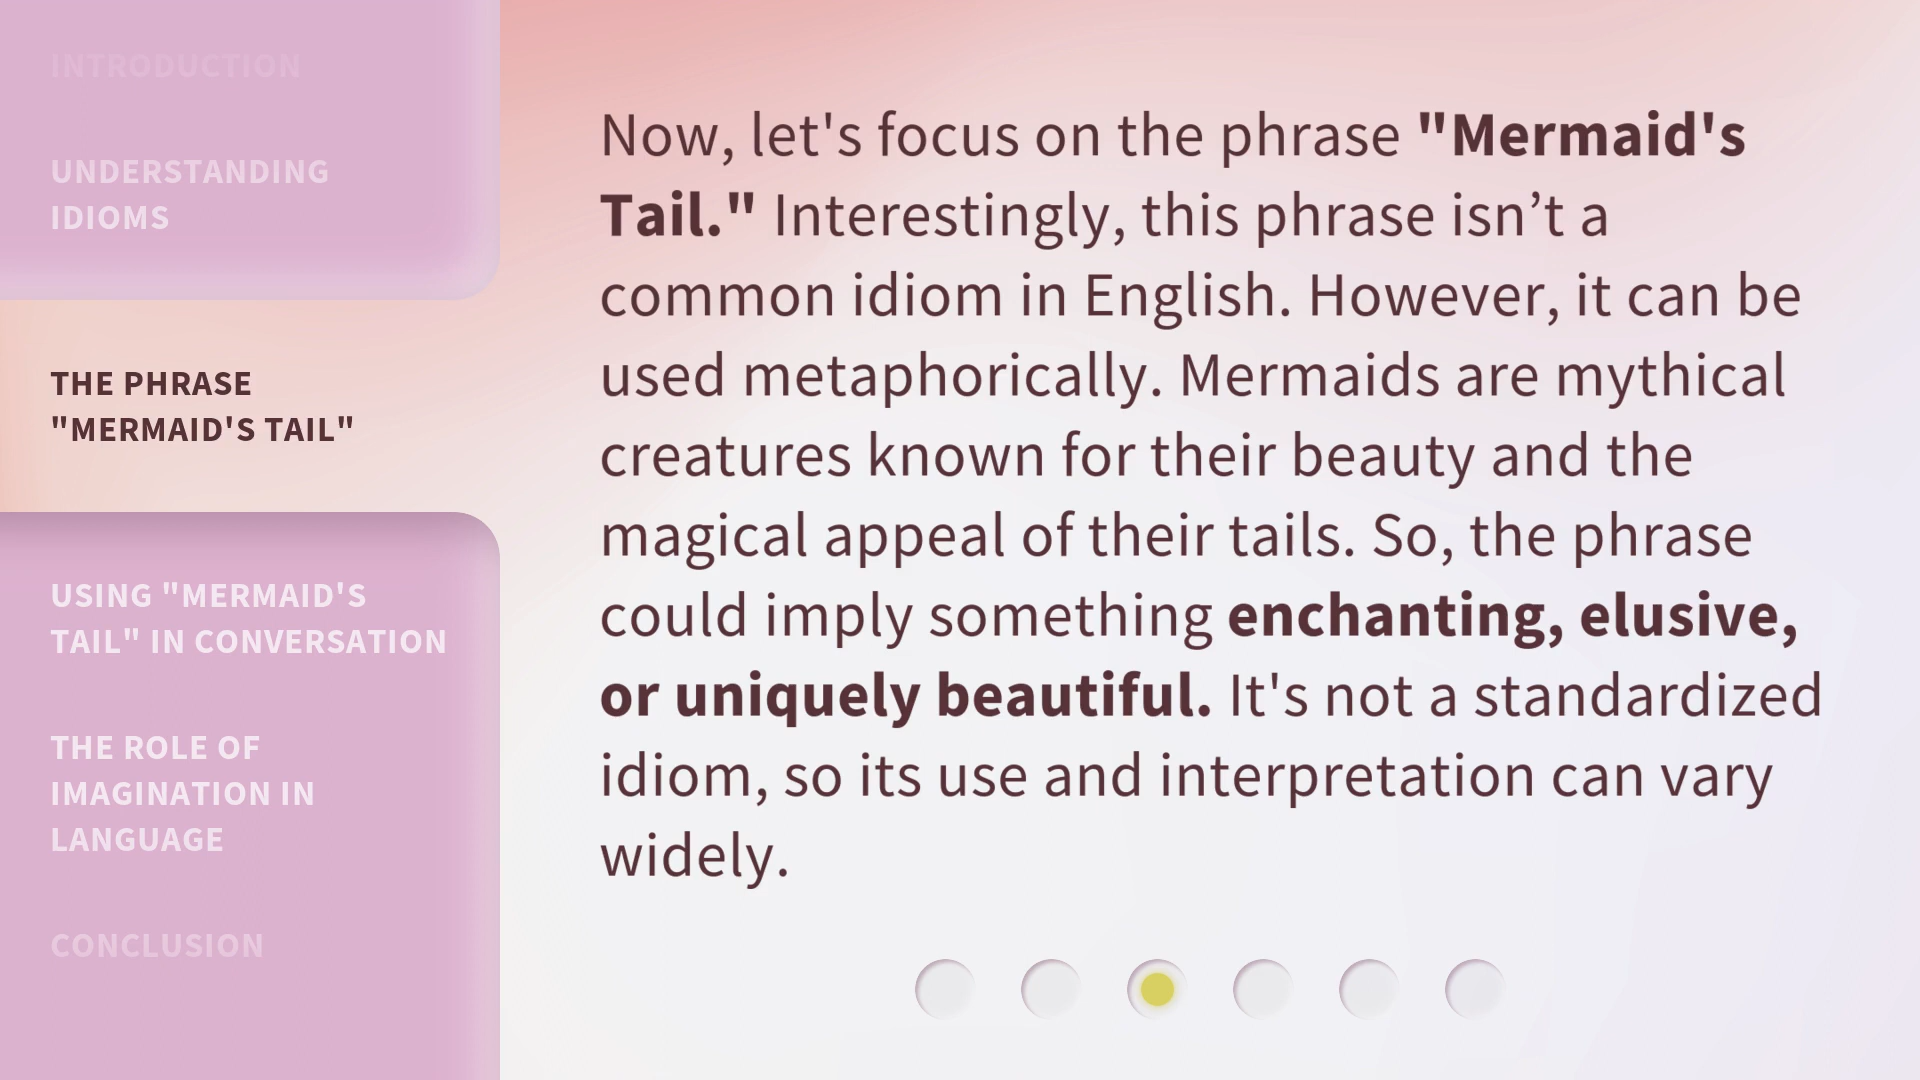 INTRODUCTION
UNDERSTANDING
IDIOMS
THE PHRASE
"MERMAID'S TAIL"
USING "MERMAID'S
TAIL" IN CONVERSATION
THE ROLE OF
IMAGINATION IN
LANGUAGE
CONCLUSION
Now, let's focus on the phrase "Mermaid's
Tail." Interestingly, this phrase isn’t a
common idiom in English. However, it can be
used metaphorically. Mermaids are mythical
creatures known for their beauty and the
magical appeal of their tails. So, the phrase
could imply something enchanting, elusive,
or uniquely beautiful. It's not a standardized
idiom, so its use and interpretation can vary
widely.